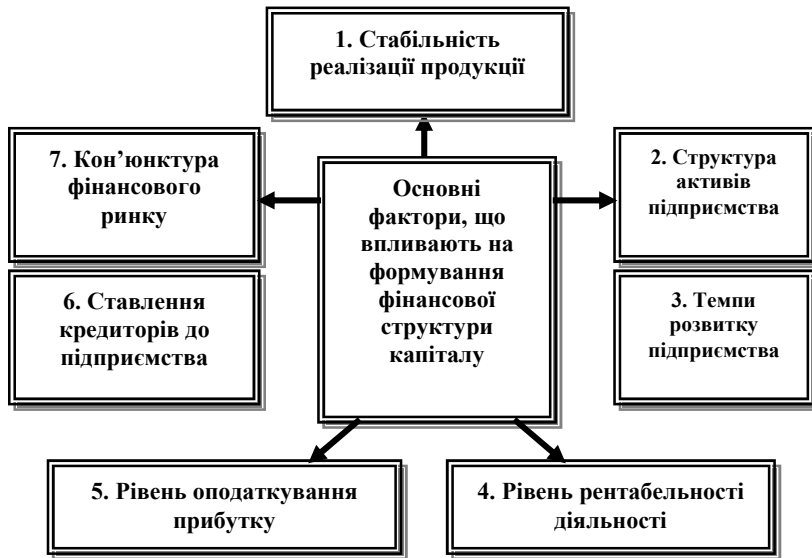 1. Стабільність
реалізації продукції
7. Кон’юнктура
фінансового
ринку
Основні
фактори, що
впливають на
формування
фінансової
структури
капіталу
2. Структура
активів
підприємства
6. Ставлення
кредиторів до
підприємства
3. Темпи
розвитку
підприємства
5. Рівень оподаткування
прибутку
4. Рівень рентабельності
діяльності